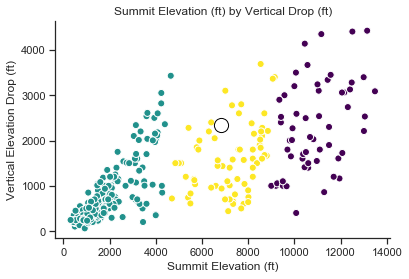 Summit Elevation (ft) by Vertical Drop (ft)
Vertical Elevation Drop (ft)
4000
3000
2000
1000
0
0 2000 4000 6000 8000 10000 12000 14000
Summit Elevation (ft)